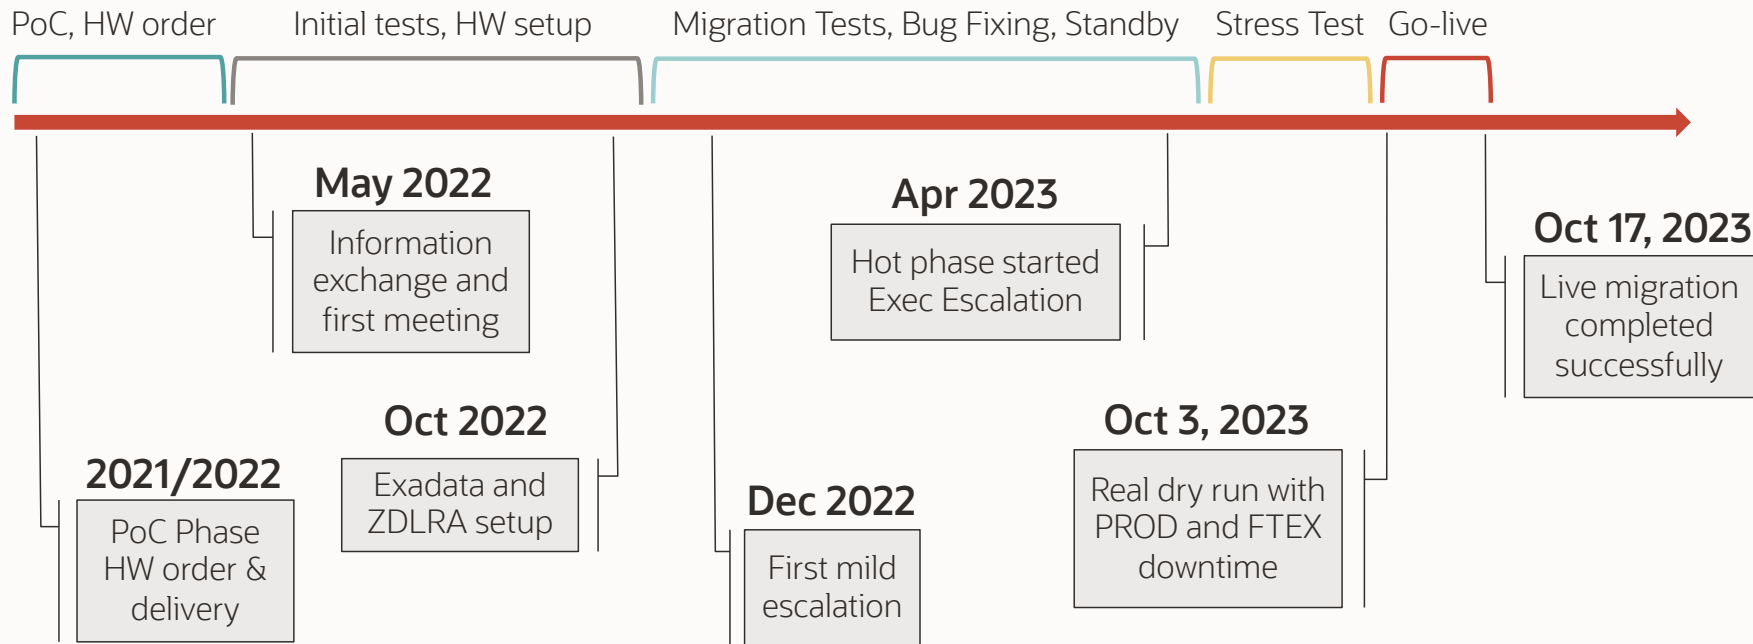 PoC, HW order
Initial tests, HW setup
Migration Tests, Bug Fixing, Standby
Stress Test
Go-live
May 2022
Information
exchange and
first meeting
Apr 2023
Hot phase started
Exec Escalation
Oct 17, 2023
Live migration
completed
successfully
2021/2022
PoC Phase
HW order &
delivery
Oct 2022
Exadata and
ZDLRA setup
Dec 2022
First mild
escalation
Oct 3, 2023
Real dry run with
PROD and FTEX
downtime